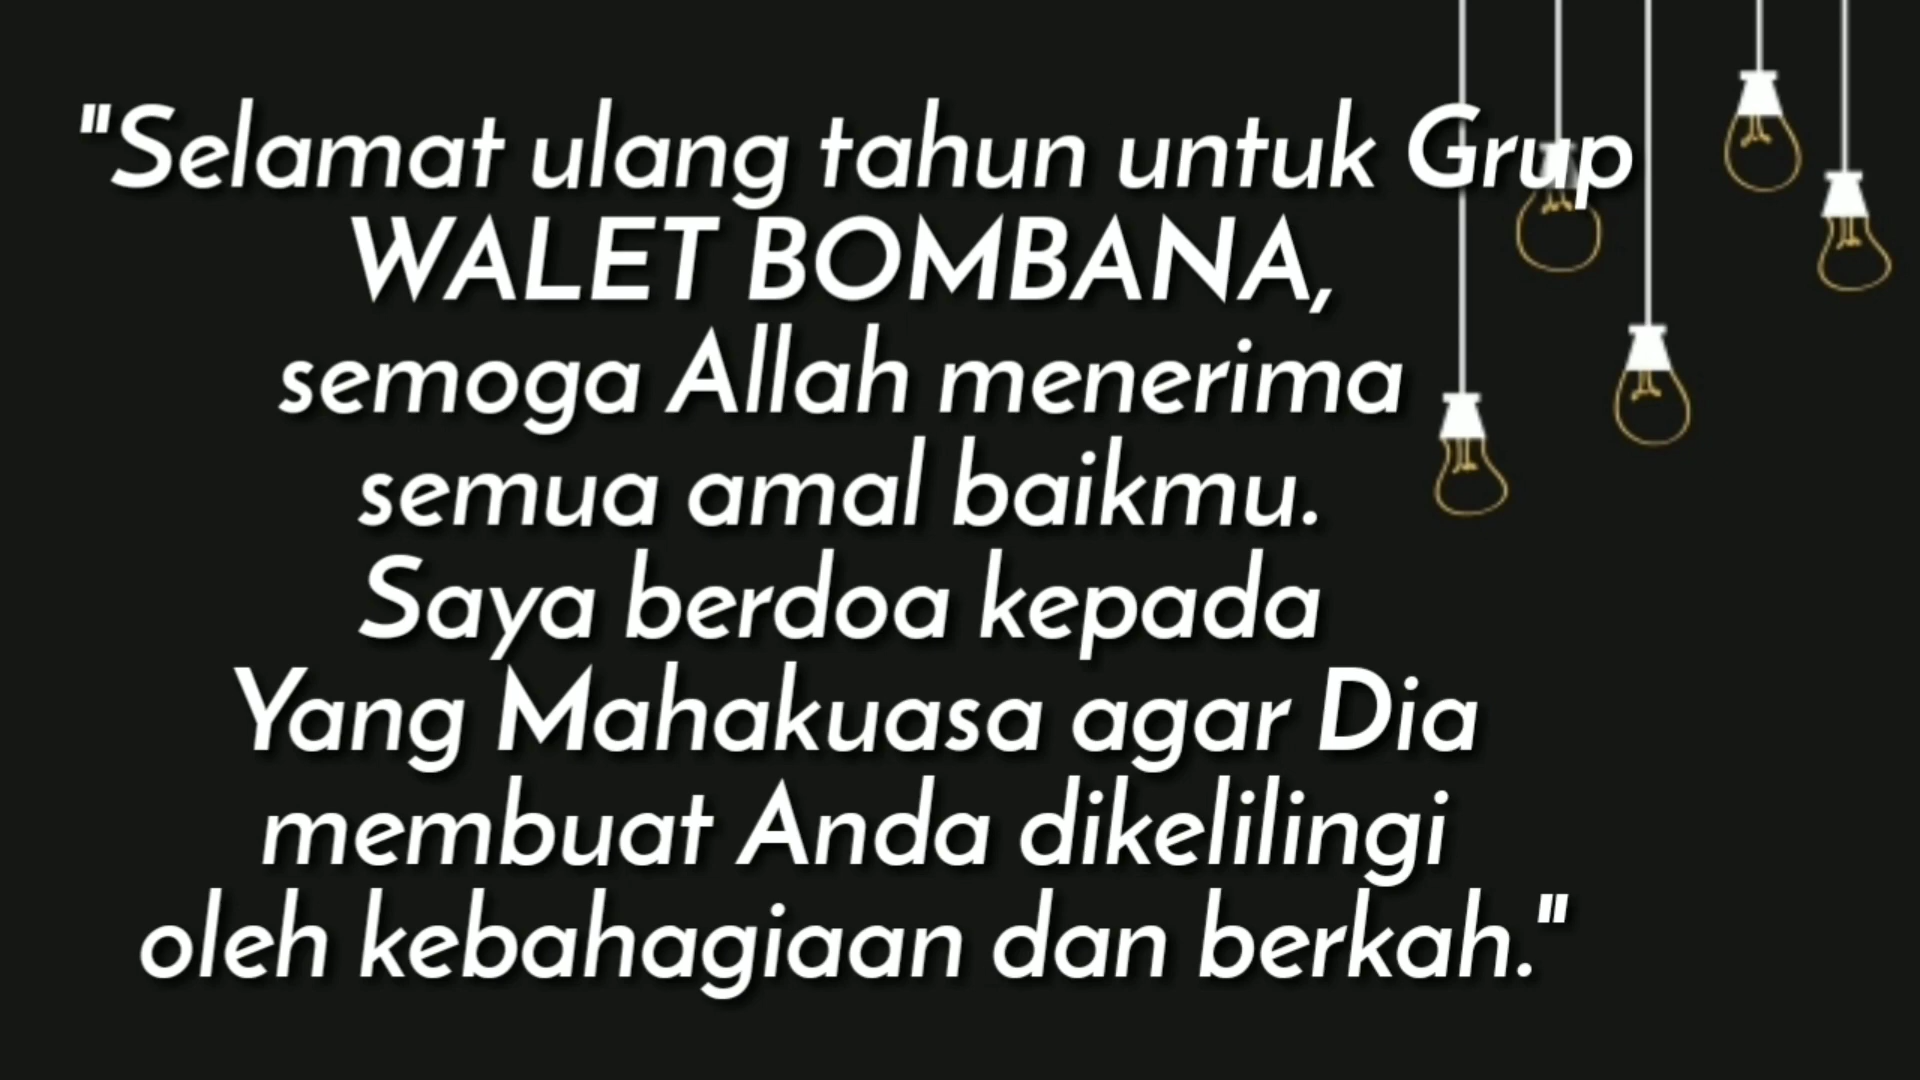 "Selamat ulang tahun untuk Grup
WALET BOMBANA,
semoga Allah menerima
semua amal baikmu.
Saya berdoa kepada
Yang Mahakuasa agar Dia
membuat Anda dikelilingi
oleh kebahagiaan dan berkah."